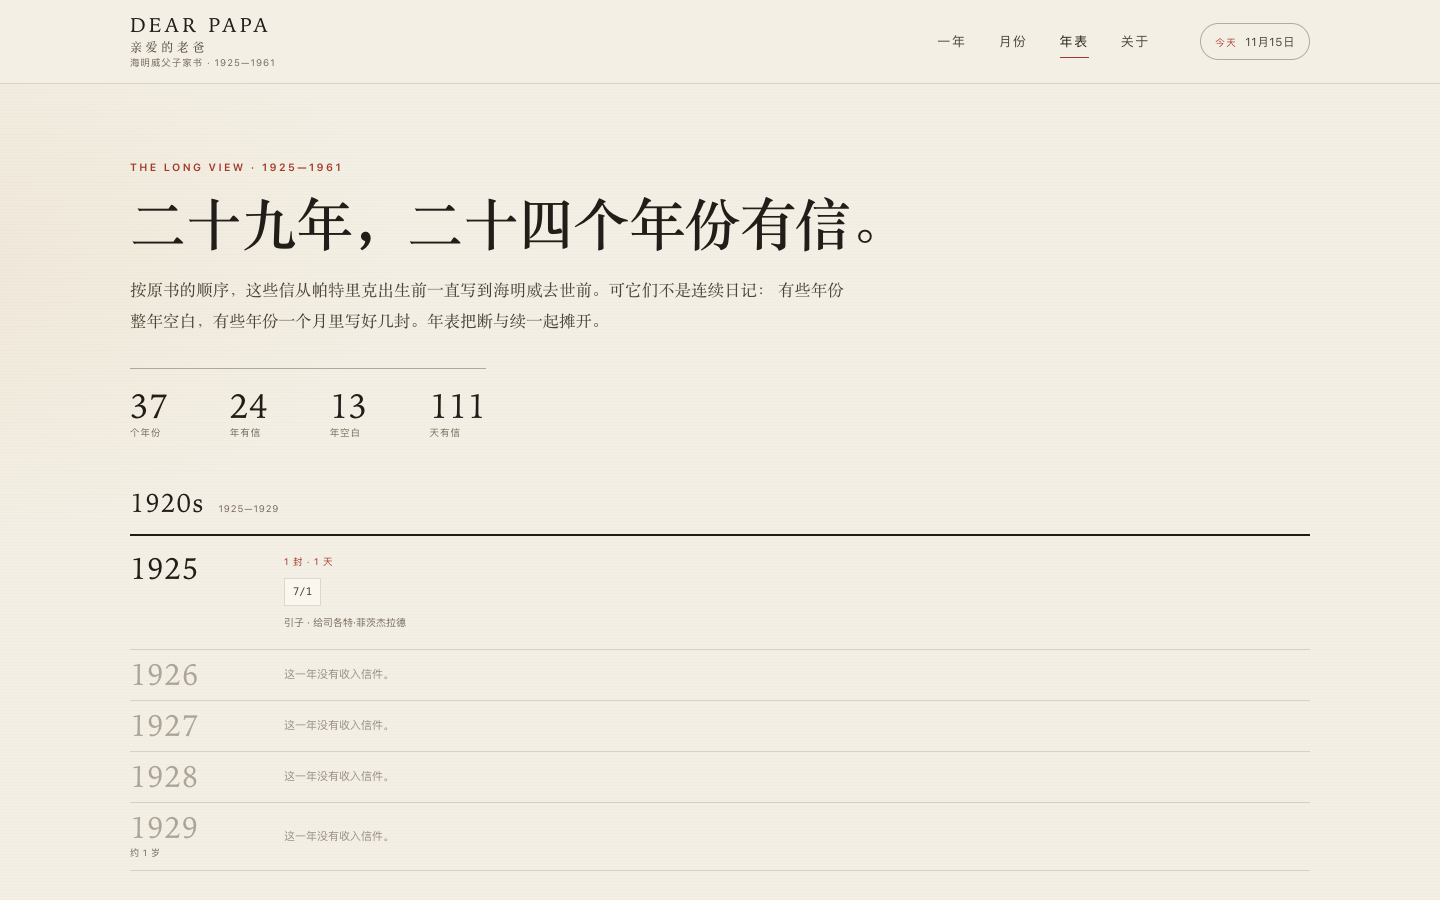 DEAR PAPA
亲爱的老爸
海明威父子家书 · 1925—1961
一年
月份
年表
关于
今天 11月15日
THE LONG VIEW · 1925—1961
二十九年，二十四个年份有信。
按原书的顺序，这些信从帕特里克出生前一直写到海明威去世前。可它们不是连续日记： 有些年份
整年空白，有些年份一个月里写好几封。年表把断与续一起摊开。
37 24 13 111
个年份 年有信 年空白 天有信
1920s 1925—1929
1925
1 封 · 1 天
7/1
引子 · 给司各特·菲茨杰拉德
1926 这一年没有收入信件。
1927 这一年没有收入信件。
1928 这一年没有收入信件。
1929 这一年没有收入信件。
约 1 岁